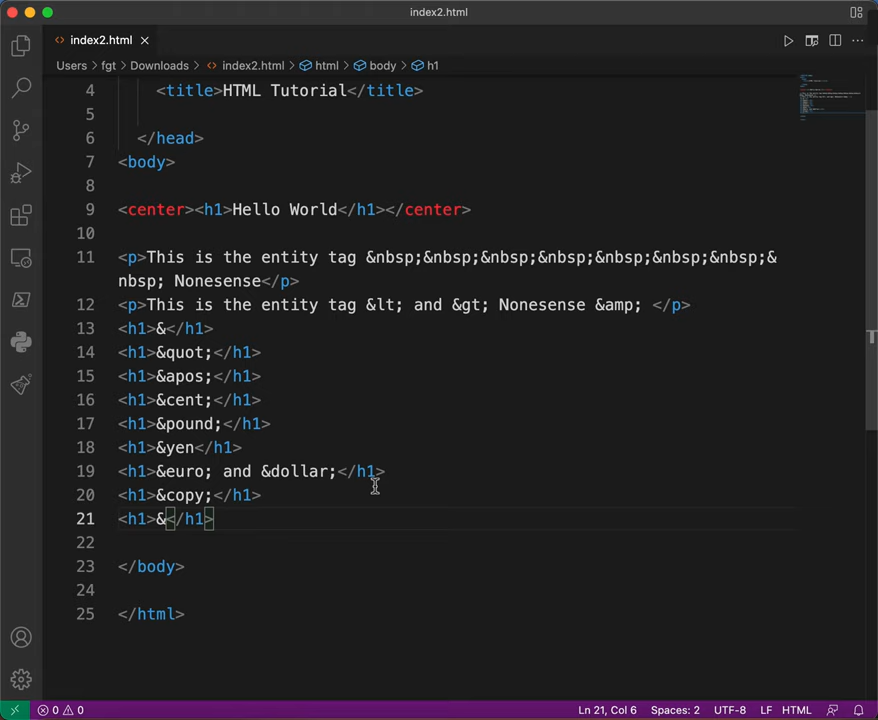 index2.html
index2.html
Users fgt Downloads index2.html html body h1
4 <title>HTML Tutorial</title>
5
6 </head>
7 <body>
8
9 <center><h1>Hello World</h1></center>
10
11 <p>This is the entity tag &nbsp;&nbsp;&nbsp;&nbsp;&nbsp;&nbsp;&nbsp;&
nbsp; Nonesense</p>
12 <p>This is the entity tag &lt; and &gt; Nonesense &amp; </p>
13 <h1>&</h1>
14 <h1>&quot;</h1>
15 <h1>&apos;</h1>
16 <h1>&cent;</h1>
17 <h1>&pound;</h1>
18 <h1>&yen</h1>
19 <h1>&euro; and &dollar;</h1>
20 <h1>&copy;</h1>
21 <h1>&</h1>
22
23 </body>
24
25 </html>
0 0 Ln 21, Col 6 Spaces: 2 UTF-8 LF HTML